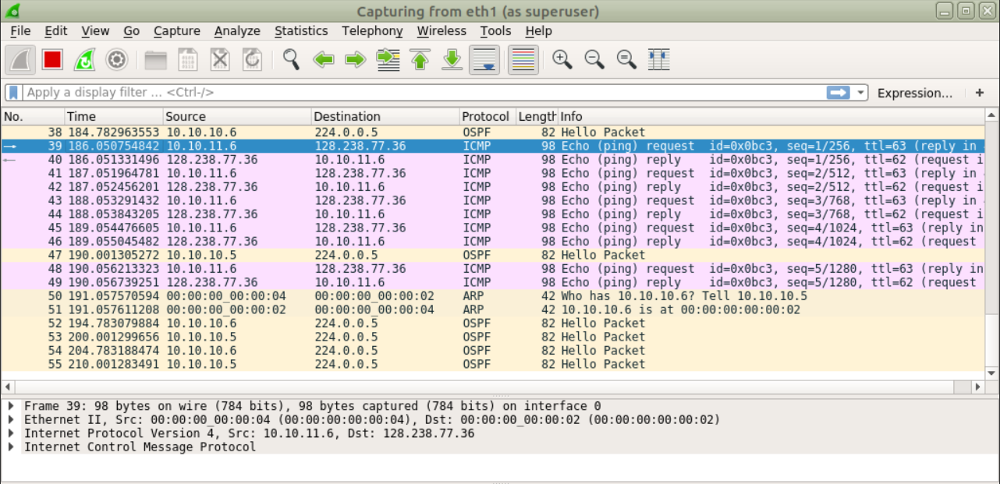 Capturing from eth1 (as superuser)
File Edit View Go Capture Analyze Statistics Telephony Wireless Tools Help
Apply a display filter ... <Ctrl-/> Expression... +
No. Time Source Destination Protocol Length Info
38 184.782963553 10.10.10.6 224.0.0.5 OSPF 82 Hello Packet
39 186.050754842 10.10.11.6 128.238.77.36 ICMP 98 Echo (ping) request id=0x0bc3, seq=1/256, ttl=63 (reply in
40 186.051331496 128.238.77.36 10.10.11.6 ICMP 98 Echo (ping) reply id=0x0bc3, seq=1/256, ttl=62 (request i
41 187.051964781 10.10.11.6 128.238.77.36 ICMP 98 Echo (ping) request id=0x0bc3, seq=2/512, ttl=63 (reply in
42 187.052456201 128.238.77.36 10.10.11.6 ICMP 98 Echo (ping) reply id=0x0bc3, seq=2/512, ttl=62 (request i
43 188.053291432 10.10.11.6 128.238.77.36 ICMP 98 Echo (ping) request id=0x0bc3, seq=3/768, ttl=63 (reply in
44 188.053843205 128.238.77.36 10.10.11.6 ICMP 98 Echo (ping) reply id=0x0bc3, seq=3/768, ttl=62 (request i
45 189.054476605 10.10.11.6 128.238.77.36 ICMP 98 Echo (ping) request id=0x0bc3, seq=4/1024, ttl=63 (reply in
46 189.055045482 128.238.77.36 10.10.11.6 ICMP 98 Echo (ping) reply id=0x0bc3, seq=4/1024, ttl=62 (request
47 190.001305272 10.10.10.5 224.0.0.5 OSPF 82 Hello Packet
48 190.056213323 10.10.11.6 128.238.77.36 ICMP 98 Echo (ping) request id=0x0bc3, seq=5/1280, ttl=63 (reply in
49 190.056739251 128.238.77.36 10.10.11.6 ICMP 98 Echo (ping) reply id=0x0bc3, seq=5/1280, ttl=62 (request
50 191.057570594 00:00:00_00:00:04 00:00:00_00:00:02 ARP 42 Who has 10.10.10.6? Tell 10.10.10.5
51 191.057611208 00:00:00_00:00:02 00:00:00_00:00:04 ARP 42 10.10.10.6 is at 00:00:00:00:00:02
52 194.783079884 10.10.10.6 224.0.0.5 OSPF 82 Hello Packet
53 200.001299656 10.10.10.5 224.0.0.5 OSPF 82 Hello Packet
54 204.783188474 10.10.10.6 224.0.0.5 OSPF 82 Hello Packet
55 210.001283491 10.10.10.5 224.0.0.5 OSPF 82 Hello Packet
Frame 39: 98 bytes on wire (784 bits), 98 bytes captured (784 bits) on interface 0
Ethernet II, Src: 00:00:00_00:00:04 (00:00:00:00:00:04), Dst: 00:00:00_00:00:02 (00:00:00:00:00:02)
Internet Protocol Version 4, Src: 10.10.11.6, Dst: 128.238.77.36
Internet Control Message Protocol